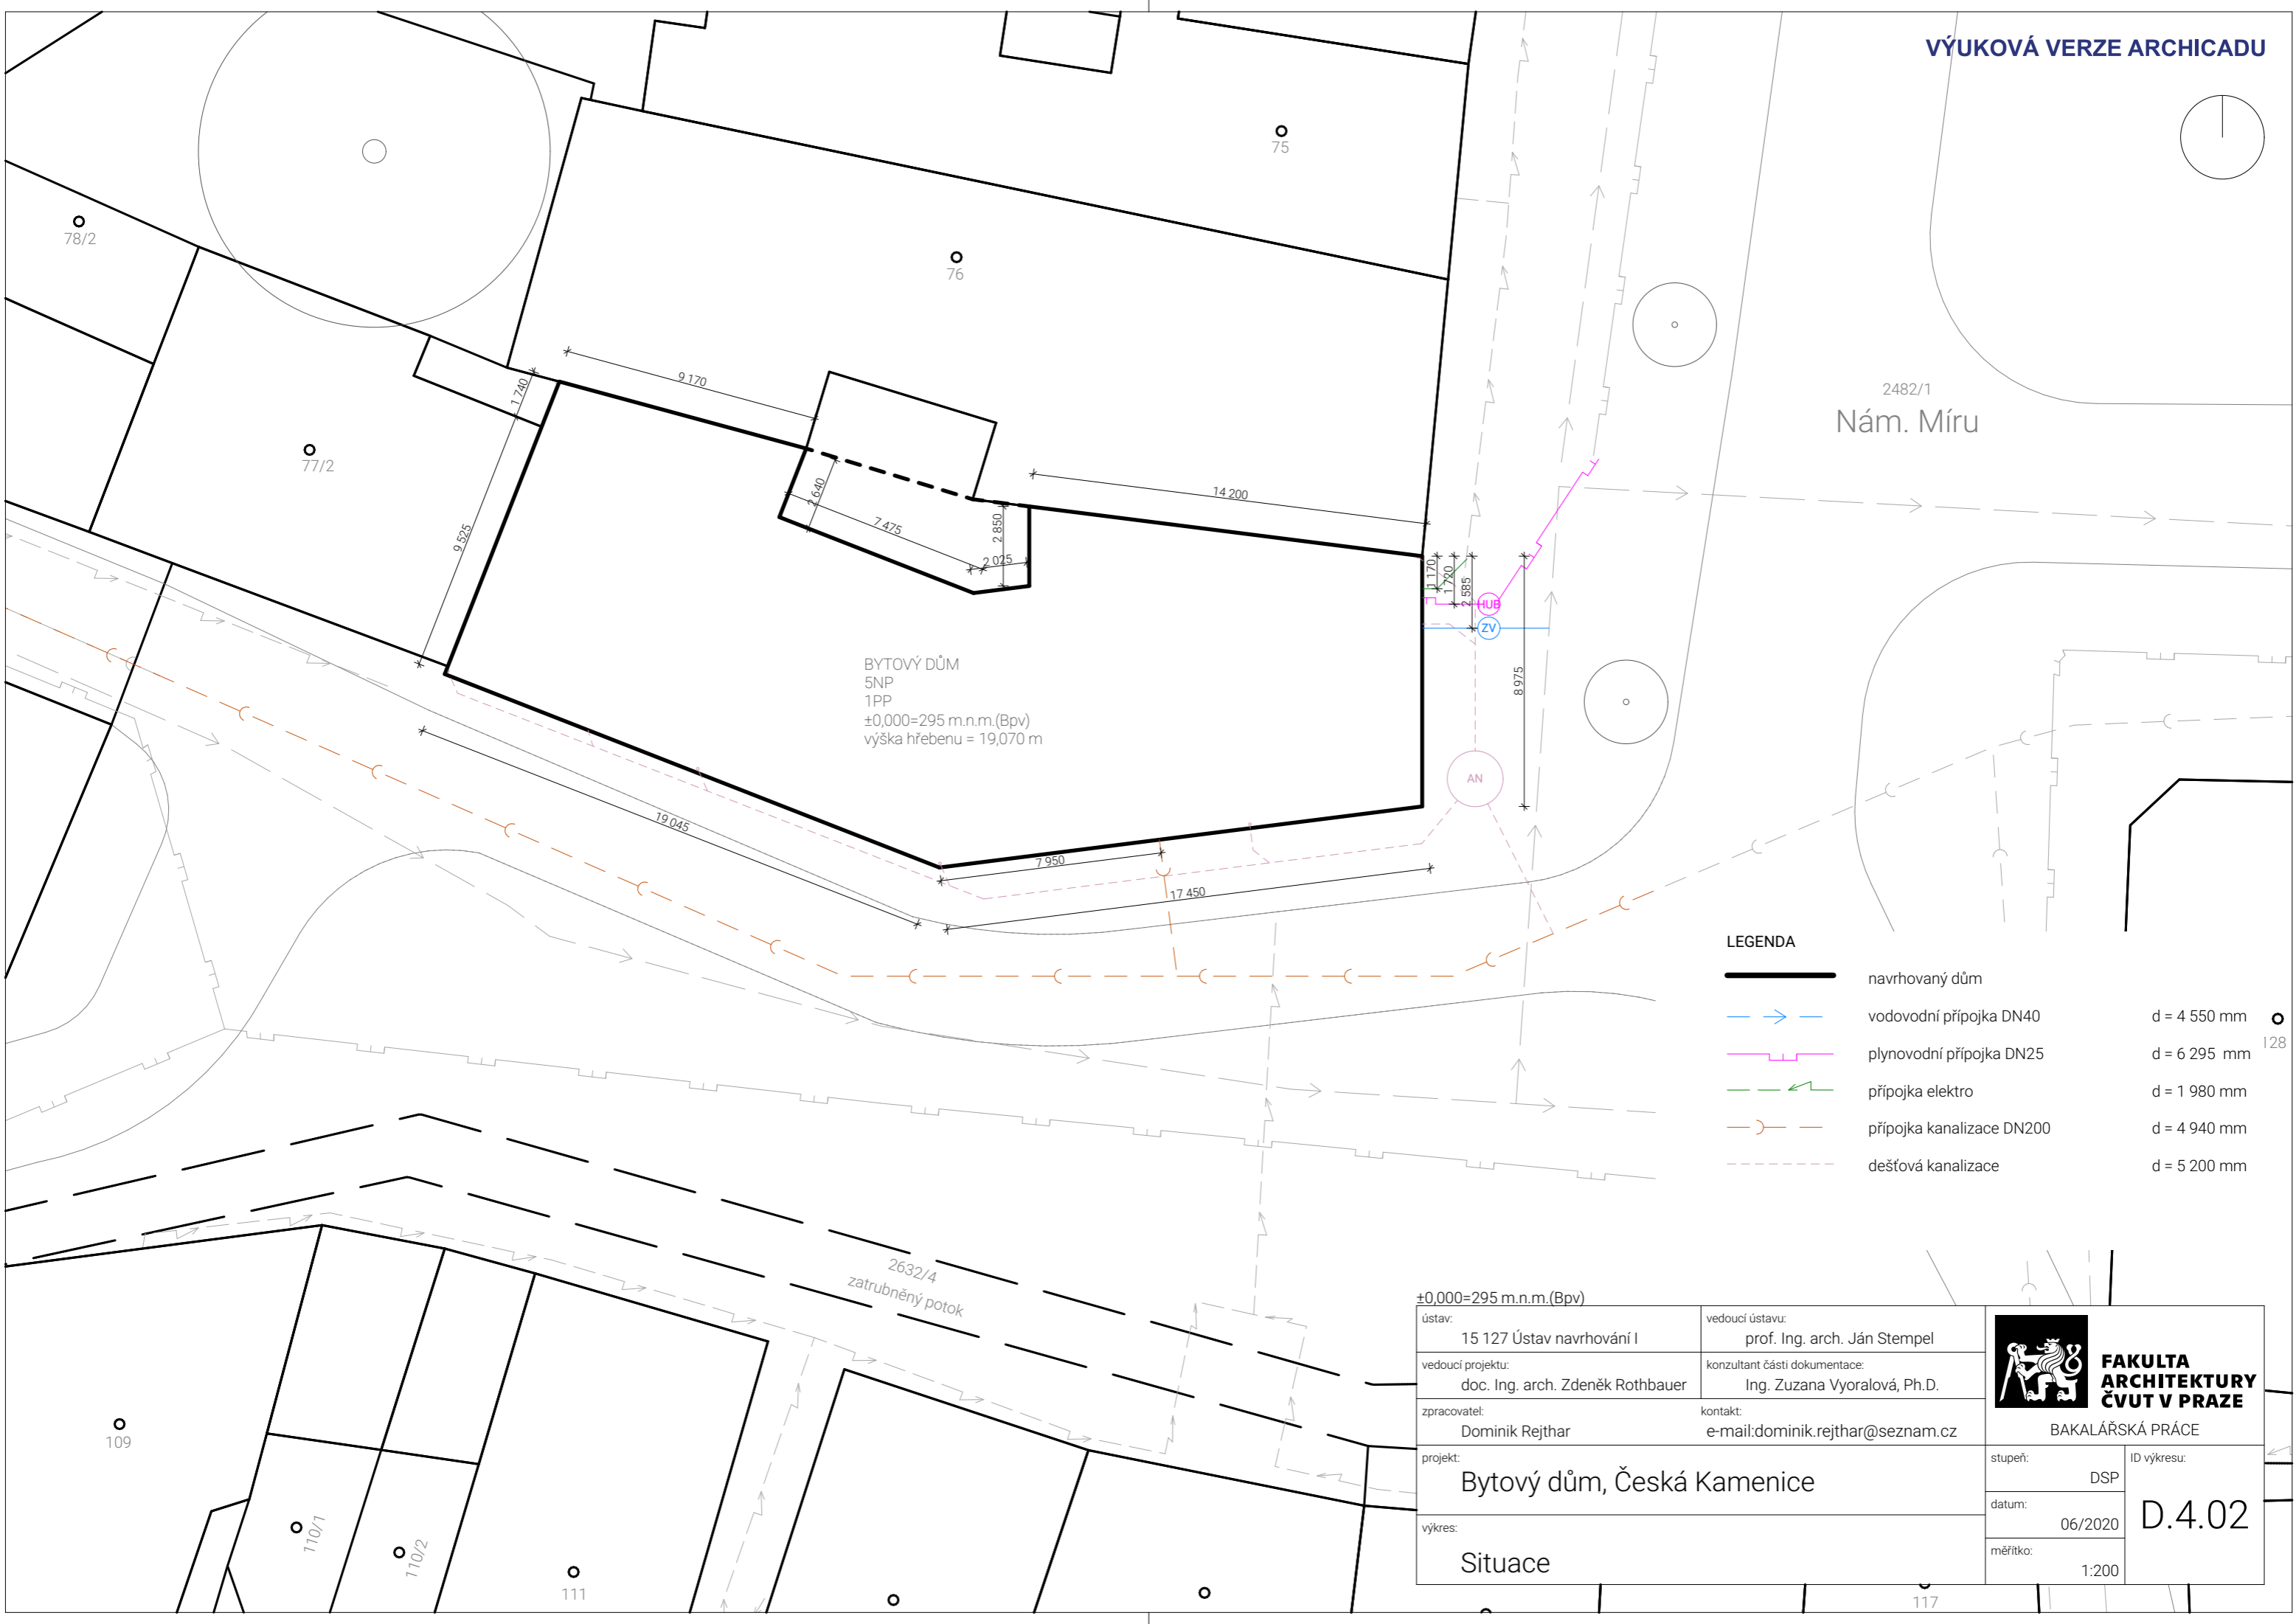 VÝUKOVÁ VERZE ARCHICADU
75
78/2
76
2482/1
Nám. Míru
77/2
1 740
9 170
9 525
2 640
7 475
2 850
2 025
14 200
1 170
1 720
2 585
8 975
HUB
ZV
AN
BYTOVÝ DŮM
5NP
1PP
±0,000=295 m.n.m.(Bpv)
výška hřebenu = 19,070 m
19 045
7 950
17 450
LEGENDA
navrhovaný dům
vodovodní přípojka DN40 d = 4 550 mm
plynovodní přípojka DN25 d = 6 295 mm
přípojka elektro d = 1 980 mm
přípojka kanalizace DN200 d = 4 940 mm
dešťová kanalizace d = 5 200 mm
128
2632/4
zatrubněný potok
109
110/1
110/2
111
117
±0,000=295 m.n.m.(Bpv)
ústav:
15 127 Ústav navrhování I
vedoucí ústavu:
prof. Ing. arch. Ján Stempel
vedoucí projektu:
doc. Ing. arch. Zdeněk Rothbauer
konzultant části dokumentace:
Ing. Zuzana Vyoralová, Ph.D.
zpracovatel:
Dominik Rejthar
kontakt:
e-mail:dominik.rejthar@seznam.cz
projekt:
Bytový dům, Česká Kamenice
výkres:
Situace
FAKULTA
ARCHITEKTURY
ČVUT V PRAZE
BAKALÁŘSKÁ PRÁCE
stupeň:
DSP
datum:
06/2020
měřítko:
1:200
ID výkresu:
D.4.02